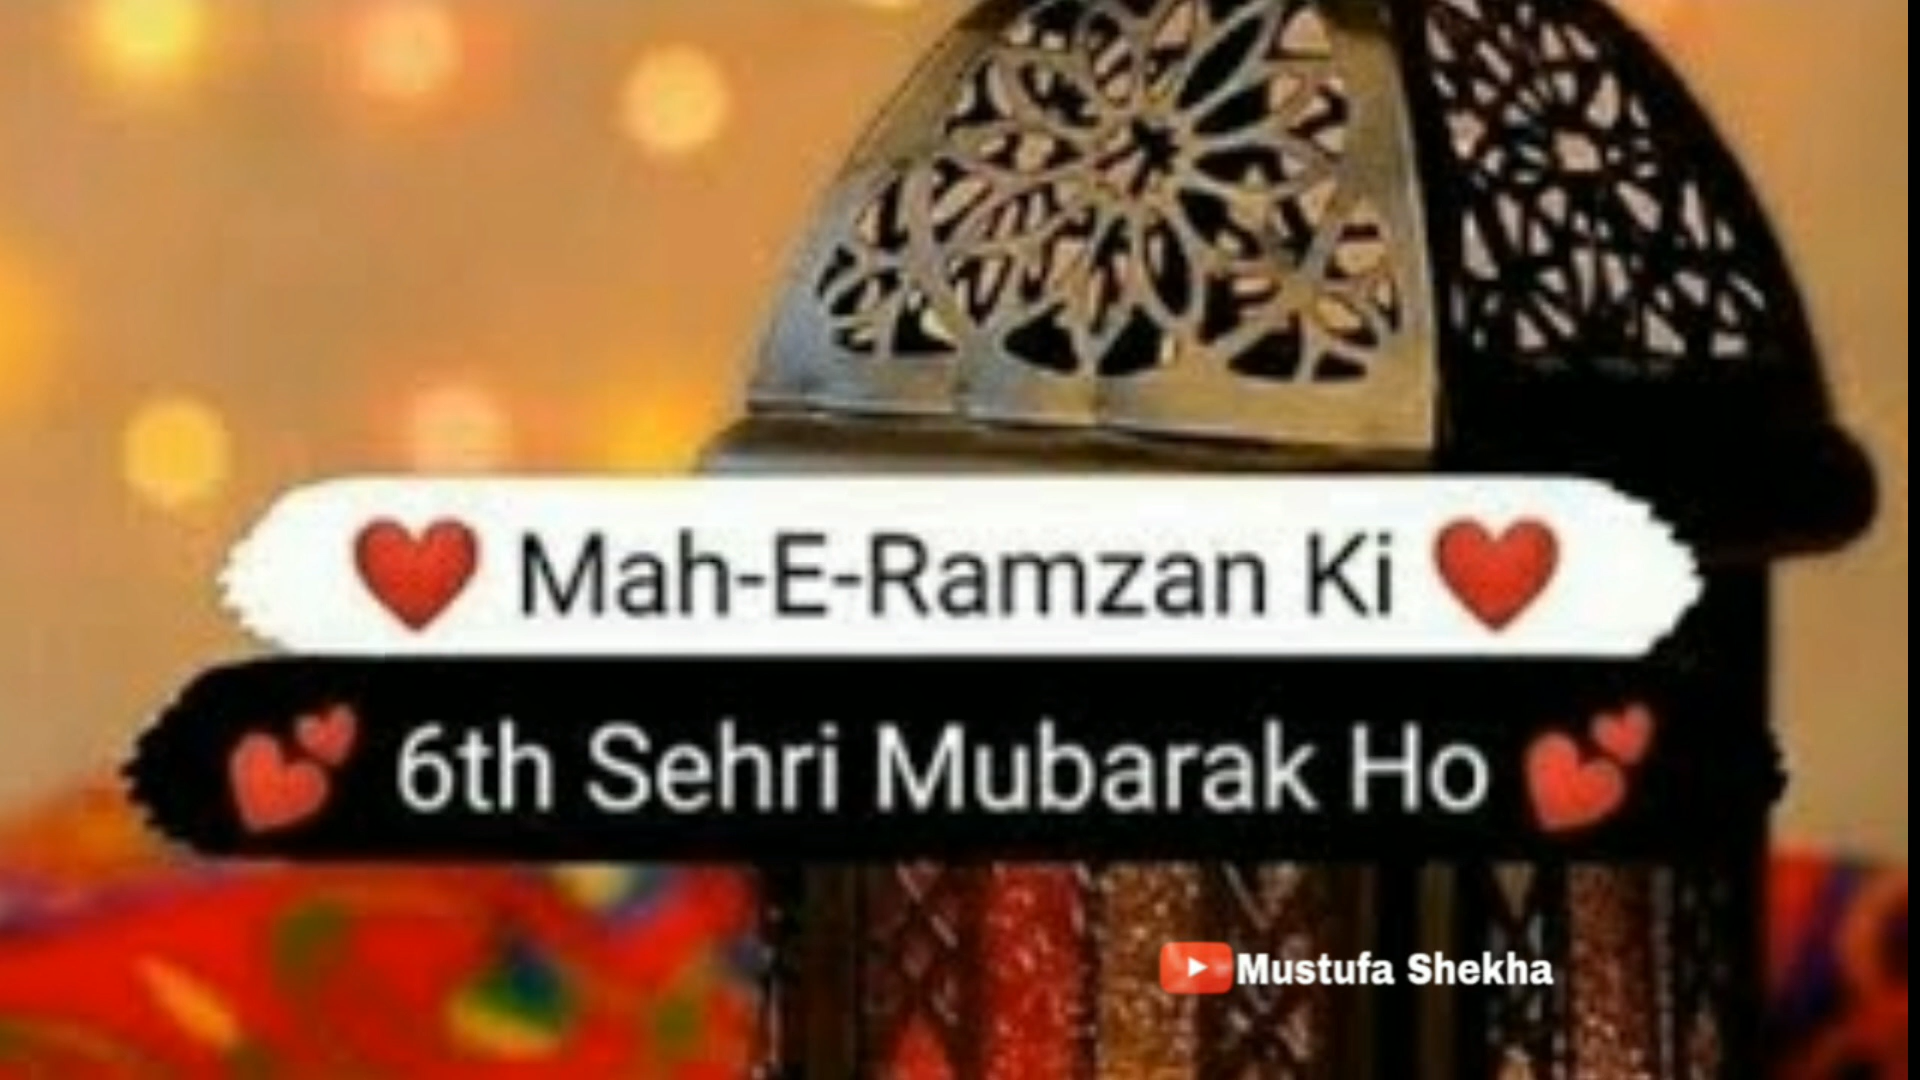 ❤️ Mah-E-Ramzan Ki ❤️
💕 6th Sehri Mubarak Ho 💕
Mustufa Shekha